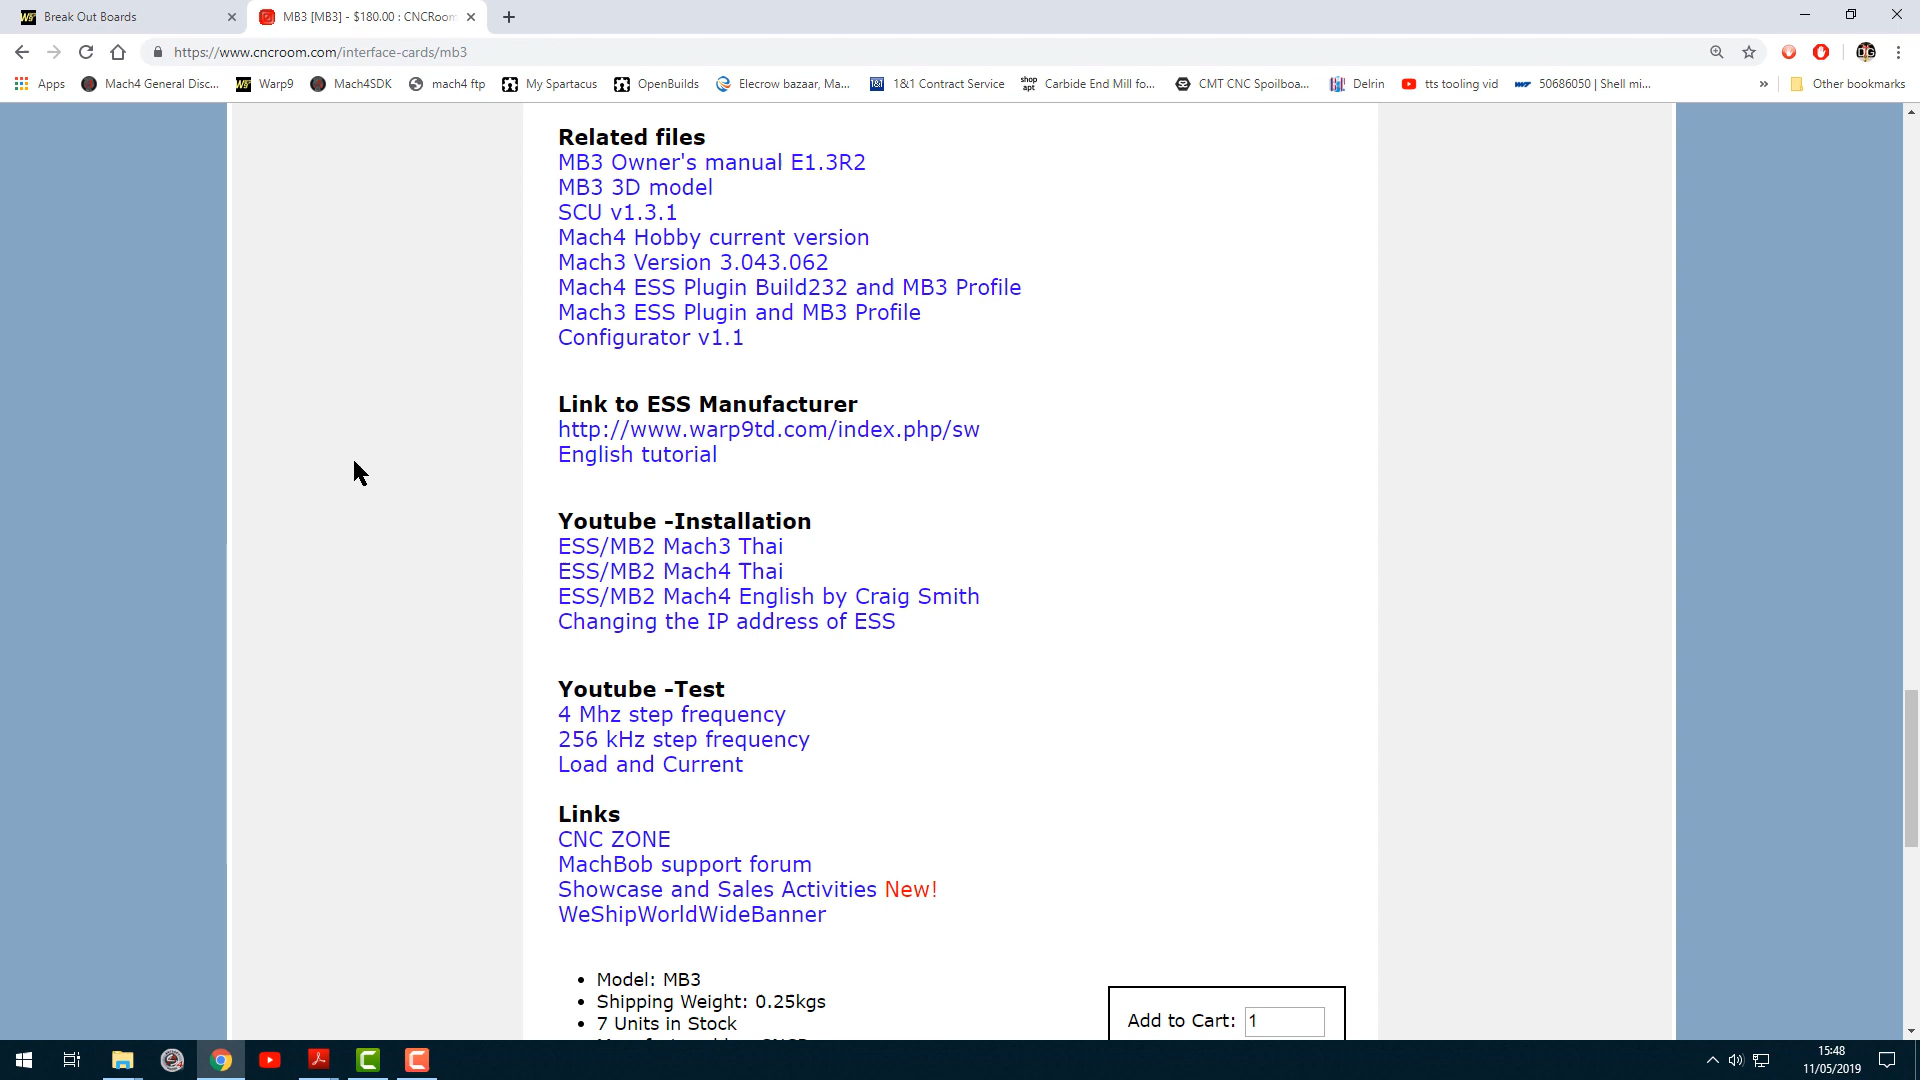 Break Out Boards
MB3 [MB3] - $180.00 : CNCRoom
https://www.cncroom.com/interface-cards/mb3
Apps
Mach4 General Disc...
Warp9
Mach4SDK
mach4 ftp
My Spartacus
OpenBuilds
Elecrow bazaar, Ma...
1&1 Contract Service
shop apt
Carbide End Mill fo...
CMT CNC Spoilboa...
Delrin
tts tooling vid
50686050 | Shell mi...
»
Other bookmarks
Related files
MB3 Owner's manual E1.3R2
MB3 3D model
SCU v1.3.1
Mach4 Hobby current version
Mach3 Version 3.043.062
Mach4 ESS Plugin Build232 and MB3 Profile
Mach3 ESS Plugin and MB3 Profile
Configurator v1.1
Link to ESS Manufacturer
http://www.warp9td.com/index.php/sw
English tutorial
Youtube -Installation
ESS/MB2 Mach3 Thai
ESS/MB2 Mach4 Thai
ESS/MB2 Mach4 English by Craig Smith
Changing the IP address of ESS
Youtube -Test
4 Mhz step frequency
256 kHz step frequency
Load and Current
Links
CNC ZONE
MachBob support forum
Showcase and Sales Activities New!
WeShipWorldWideBanner
• Model: MB3
• Shipping Weight: 0.25kgs
• 7 Units in Stock
Add to Cart: 1
15:48
11/05/2019